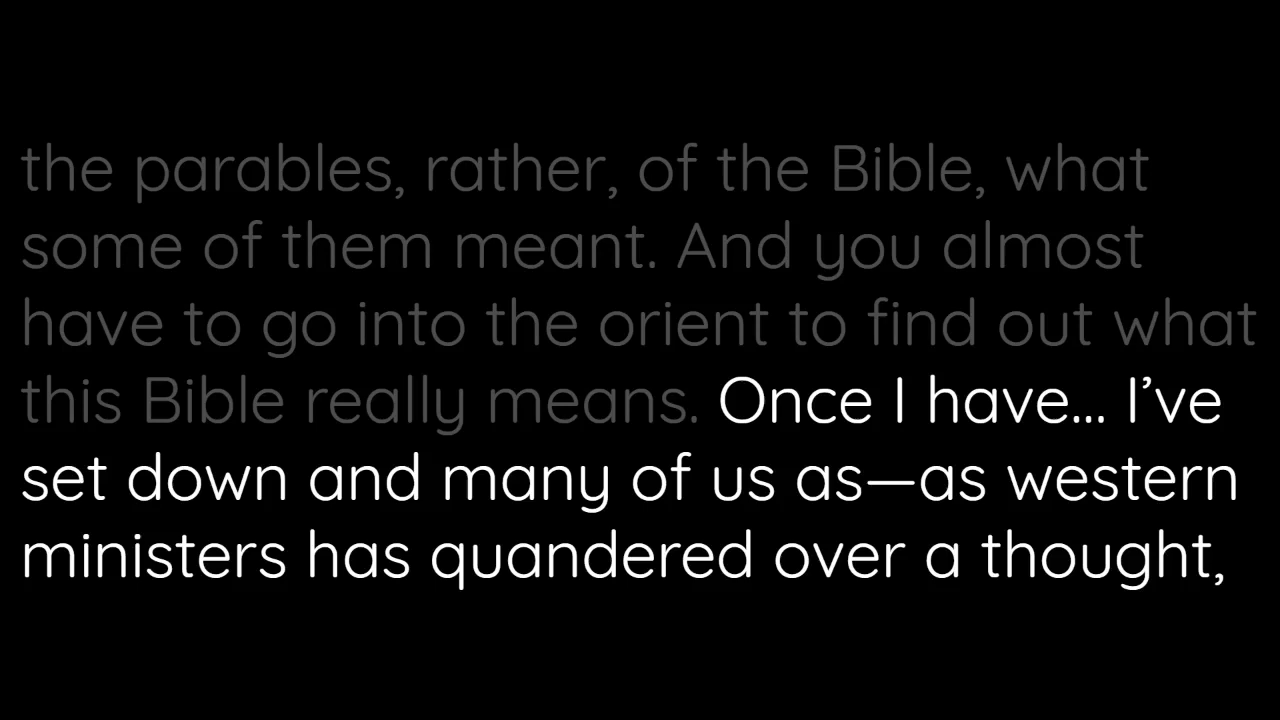 the parables, rather, of the Bible, what
some of them meant. And you almost
have to go into the orient to find out what
this Bible really means. Once I have... I’ve
set down and many of us as—as western
ministers has quandered over a thought,